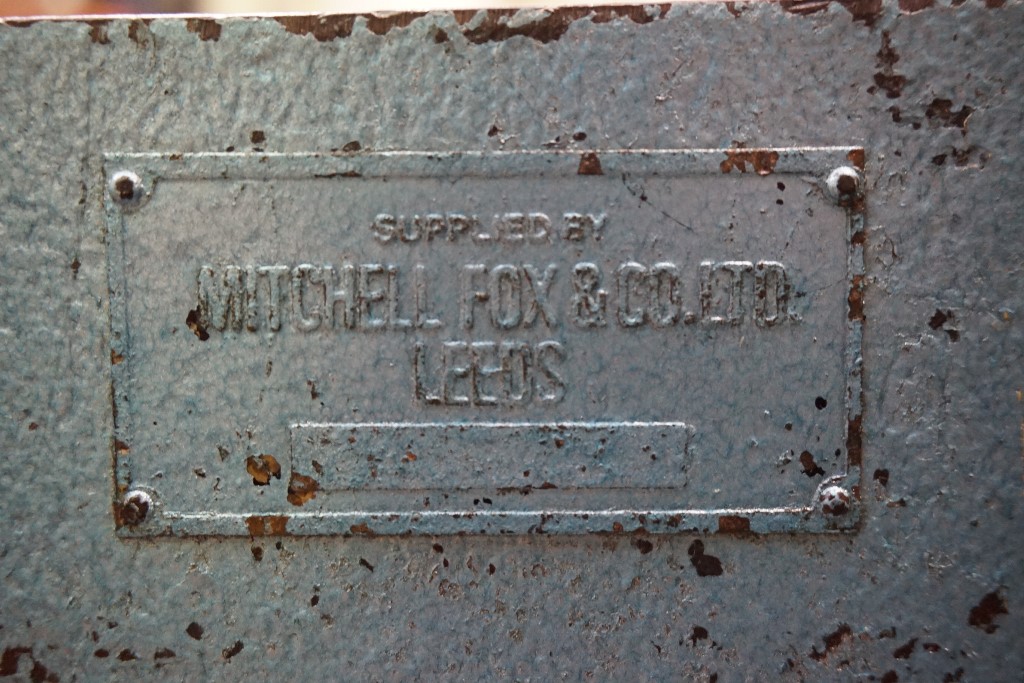 SUPPLIED BY
MITCHELL FOX & CO. LTD.
LEEDS